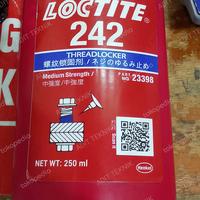 LOCTITE
242
THREADLOCKER
螺纹锁固剂/ネジのゆるみ止め
Medium Strength /
中強度/中强度
PART
NO. 23398
NET WT: 250 ml
Henkel
tokopedia